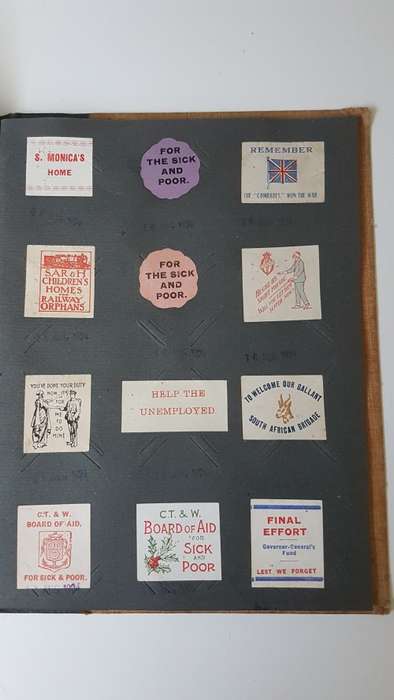 S. MONICA'S
HOME
FOR
THE SICK
AND
POOR.
REMEMBER
THE "COMRADES" WON THE WAR
S.A.R & H
CHILDREN'S
HOMES
RAILWAY
ORPHANS
FOR
THE SICK
AND
POOR.
YOU'VE DONE YOUR DUTY
NOW IT'S
FOR
ME
TO
DO
MINE
HELP THE
UNEMPLOYED
TO WELCOME OUR GALLANT
SOUTH AFRICAN BRIGADE
C.T. & W.
BOARD OF AID.
FOR SICK & POOR.
C.T. & W.
BOARD OF AID
FOR
SICK
AND
POOR
FINAL
EFFORT
Governor-General's
Fund
LEST WE FORGET